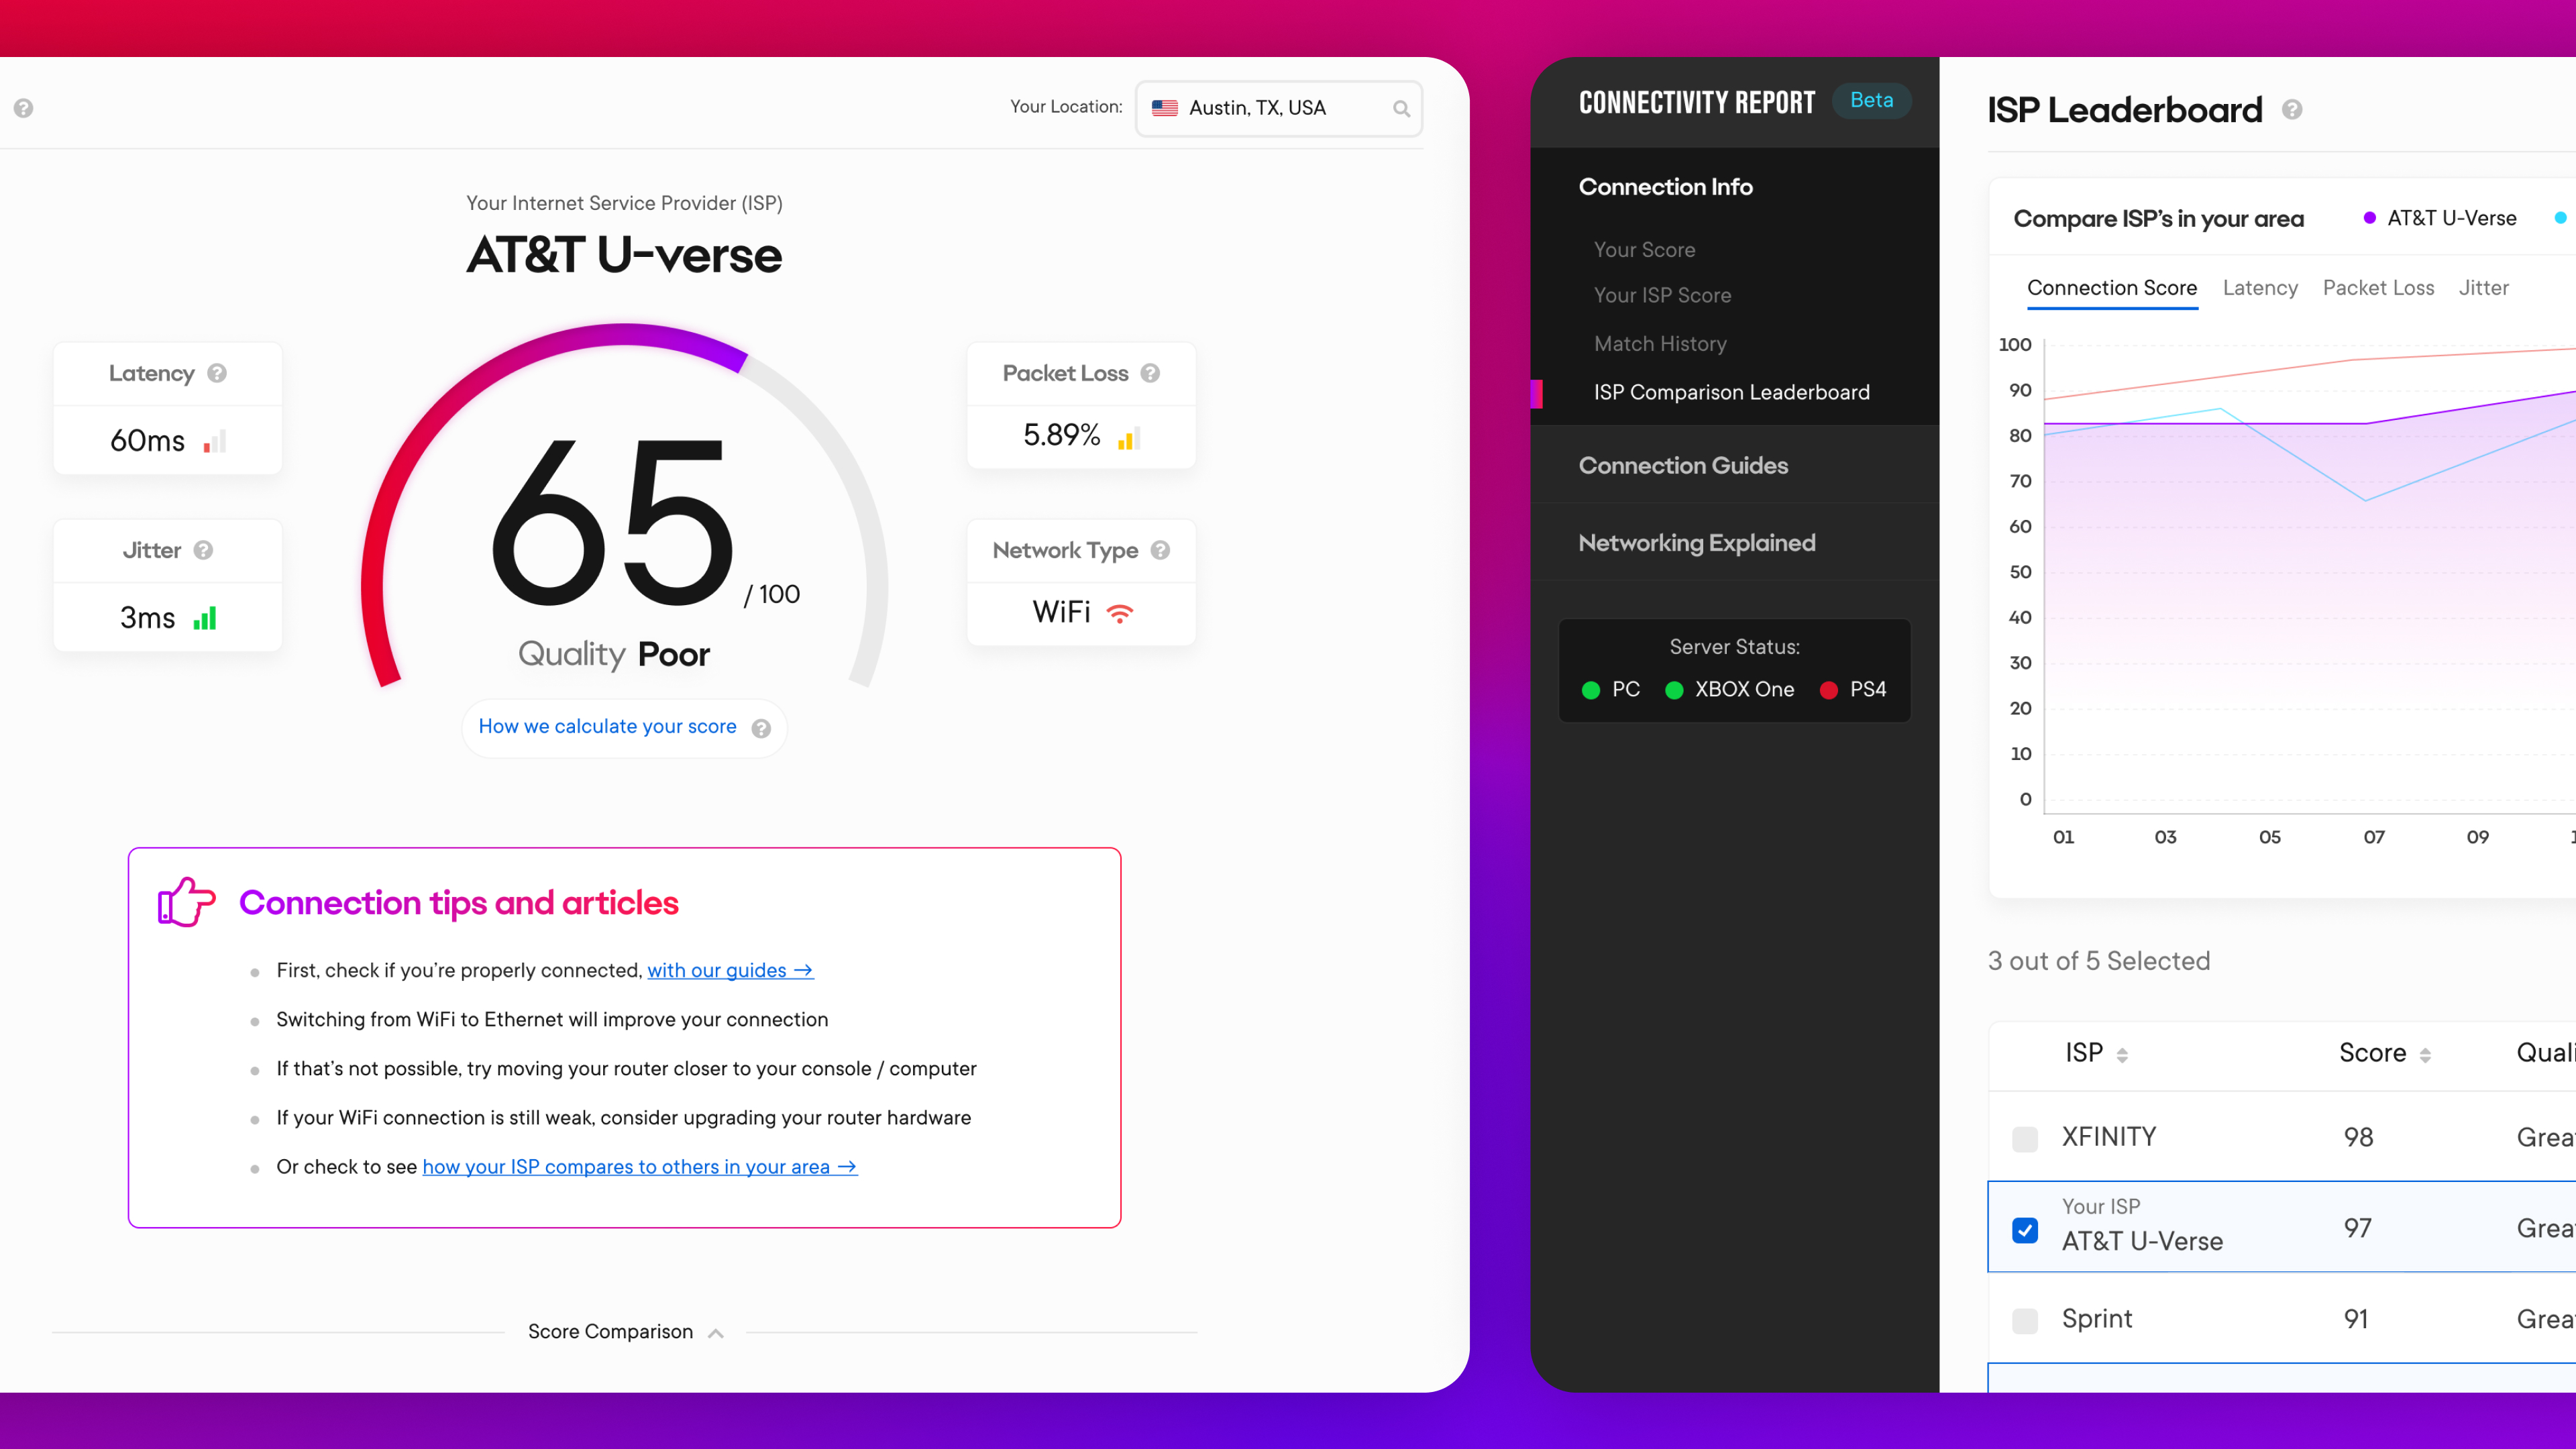 Your Location:
Austin, TX, USA
Your Internet Service Provider (ISP)
AT&T U-verse
Latency
60ms
Jitter
3ms
65
/ 100
Quality Poor
How we calculate your score
Packet Loss
5.89%
Network Type
WiFi
Connection tips and articles
First, check if you're properly connected, with our guides →
Switching from WiFi to Ethernet will improve your connection
If that's not possible, try moving your router closer to your console / computer
If your WiFi connection is still weak, consider upgrading your router hardware
Or check to see how your ISP compares to others in your area →
Score Comparison
CONNECTIVITY REPORT
Beta
Connection Info
Your Score
Your ISP Score
Match History
ISP Comparison Leaderboard
Connection Guides
Networking Explained
Server Status:
PC XBOX One PS4
ISP Leaderboard
Compare ISP's in your area
AT&T U-Verse
Connection Score Latency Packet Loss Jitter
100
90
80
70
60
50
40
30
20
10
0
01 03 05 07 09
3 out of 5 Selected
ISP Score
XFINITY 98
Your ISP
AT&T U-Verse 97
Sprint 91